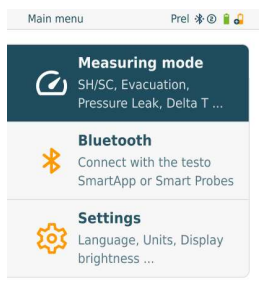 Main menu Prel 2
Measuring mode
SH/SC, Evacuation,
Pressure Leak, Delta T ...
Bluetooth
Connect with the testo
SmartApp or Smart Probes
Settings
Language, Units, Display
brightness ...